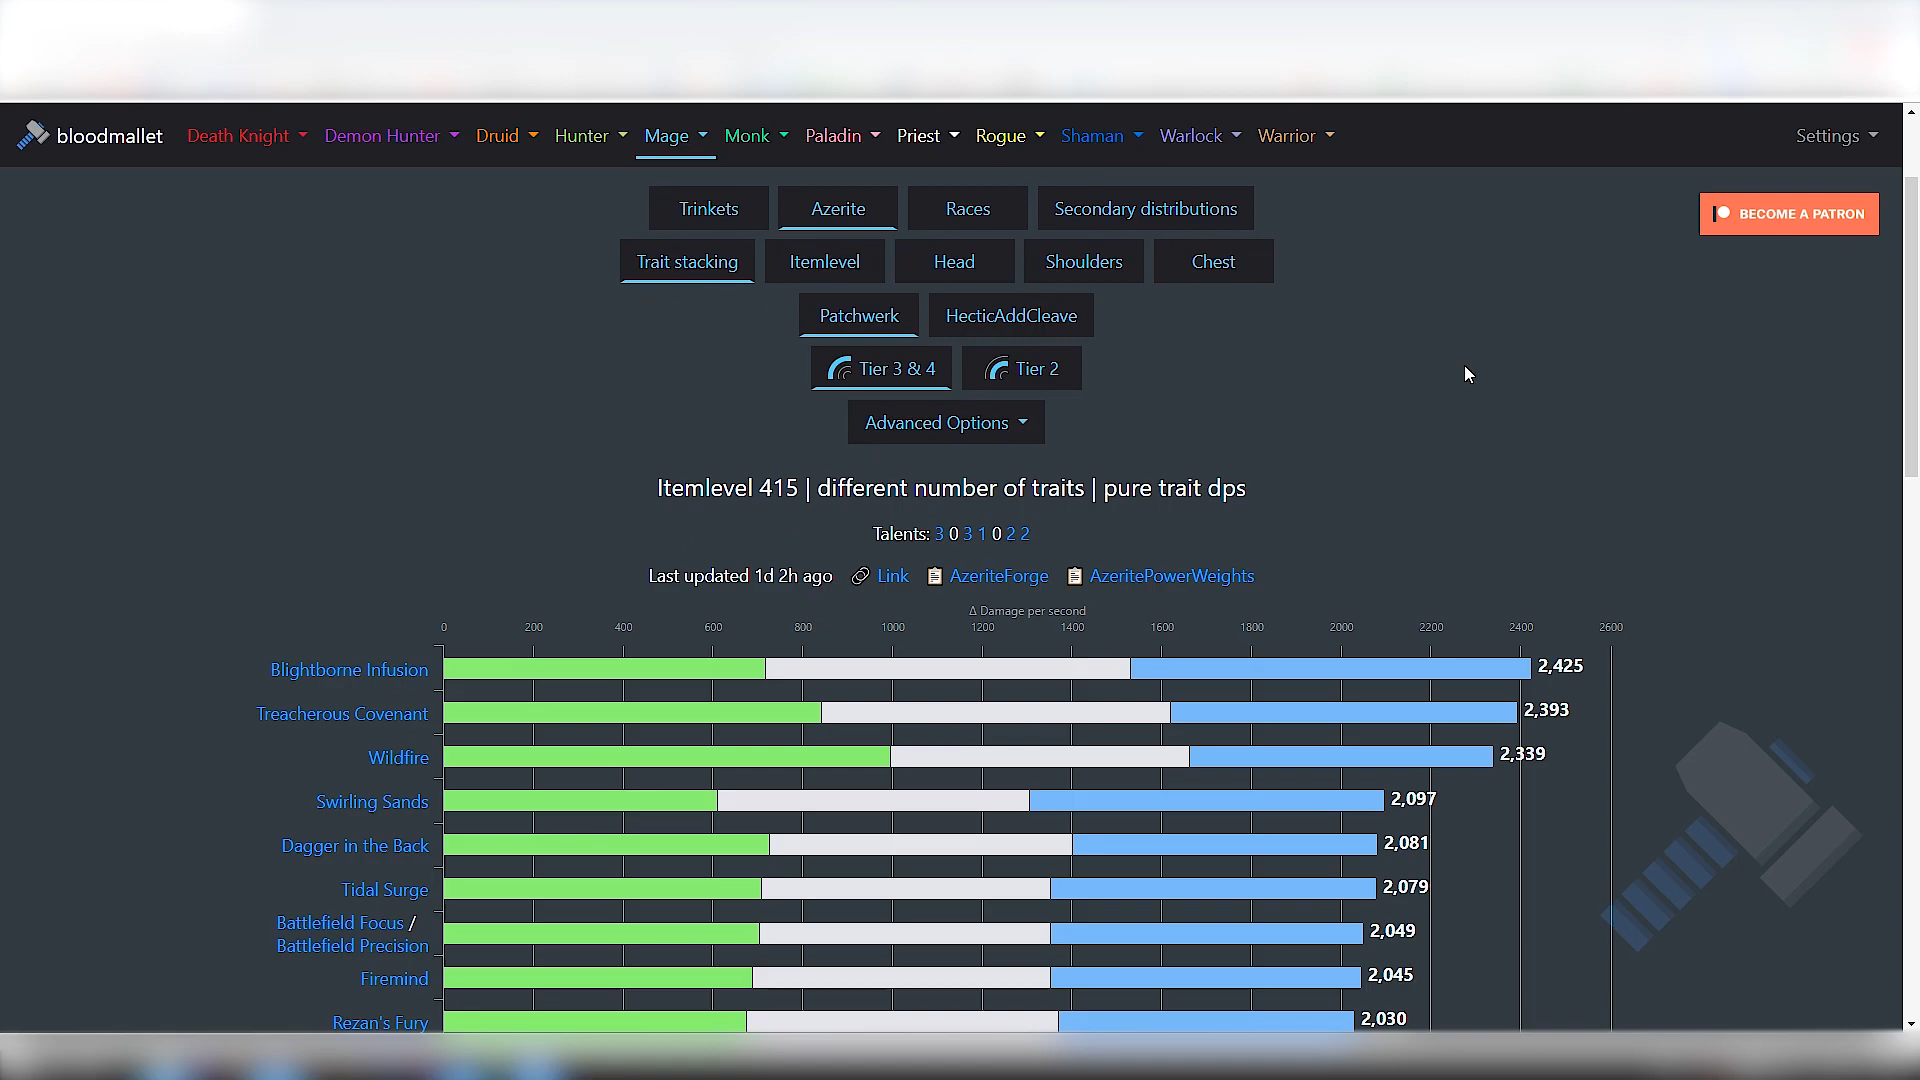 bloodmallet Death Knight Demon Hunter Druid Hunter Mage Monk Paladin Priest Rogue Shaman Warlock Warrior Settings
Trinkets Azerite Races Secondary distributions
BECOME A PATRON
Trait stacking Itemlevel Head Shoulders Chest
Patchwerk HecticAddCleave
Tier 3 & 4 Tier 2
Advanced Options
Itemlevel 415 | different number of traits | pure trait dps
Talents: 3 0 3 1 0 2 2
Last updated 1d 2h ago Link AzeriteForge AzeritePowerWeights
Δ Damage per second
0 200 400 600 800 1000 1200 1400 1600 1800 2000 2200 2400 2600
Blightborne Infusion 2,425
Treacherous Covenant 2,393
Wildfire 2,339
Swirling Sands 2,097
Dagger in the Back 2,081
Tidal Surge 2,079
Battlefield Focus /
Battlefield Precision 2,049
Firemind 2,045
Rezan's Fury 2,030